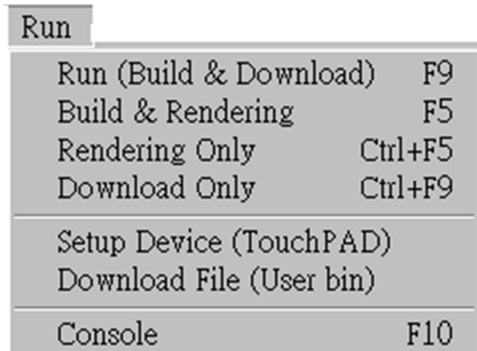 Run
Run (Build & Download) F9
Build & Rendering F5
Rendering Only Ctrl+F5
Download Only Ctrl+F9
Setup Device (TouchPAD)
Download File (User bin)
Console F10